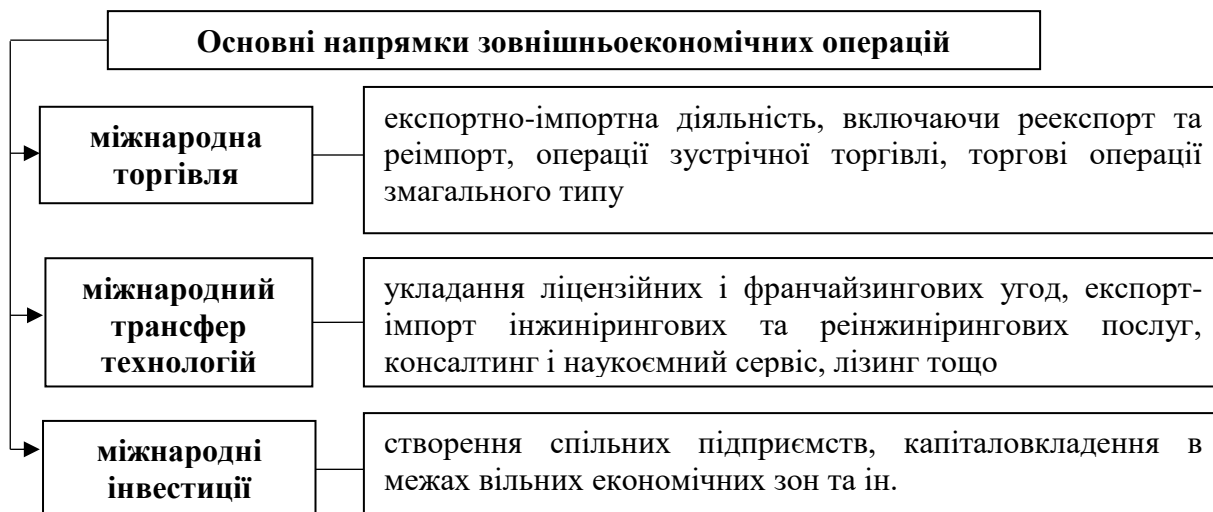 Основні напрямки зовнішньоекономічних операцій
міжнародна
торгівля
експортно-імпортна діяльність, включаючи реекспорт та
реімпорт, операції зустрічної торгівлі, торгові операції
змагального типу
міжнародний
трансфер
технологій
укладання ліцензійних і франчайзингових угод, експорт-
імпорт інжинірингових та реінжинірингових послуг,
консалтинг і наукоємний сервіс, лізинг тощо
міжнародні
інвестиції
створення спільних підприємств, капіталовкладення в
межах вільних економічних зон та ін.